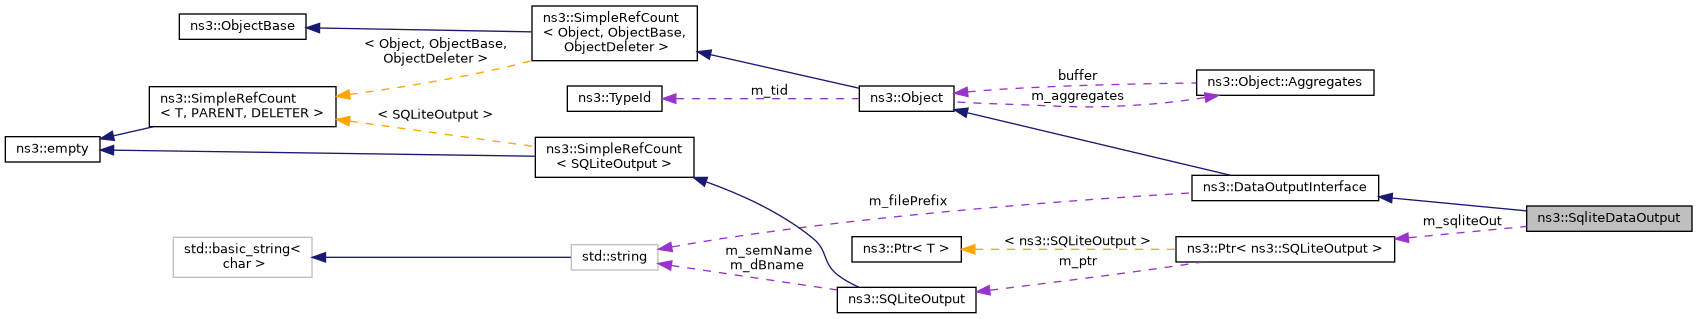 ns3::ObjectBase
ns3::SimpleRefCount
< Object, ObjectBase,
ObjectDeleter >
< Object, ObjectBase,
ObjectDeleter >
ns3::SimpleRefCount
< T, PARENT, DELETER >
ns3::TypeId
m_tid
ns3::Object
buffer
m_aggregates
ns3::Object::Aggregates
< SQLiteOutput >
ns3::empty
ns3::SimpleRefCount
< SQLiteOutput >
ns3::DataOutputInterface
m_filePrefix
ns3::SqliteDataOutput
m_sqliteOut
std::basic_string<
char >
std::string
m_semName
m_dBname
ns3::Ptr< T >
< ns3::SQLiteOutput >
ns3::Ptr< ns3::SQLiteOutput >
m_ptr
ns3::SQLiteOutput